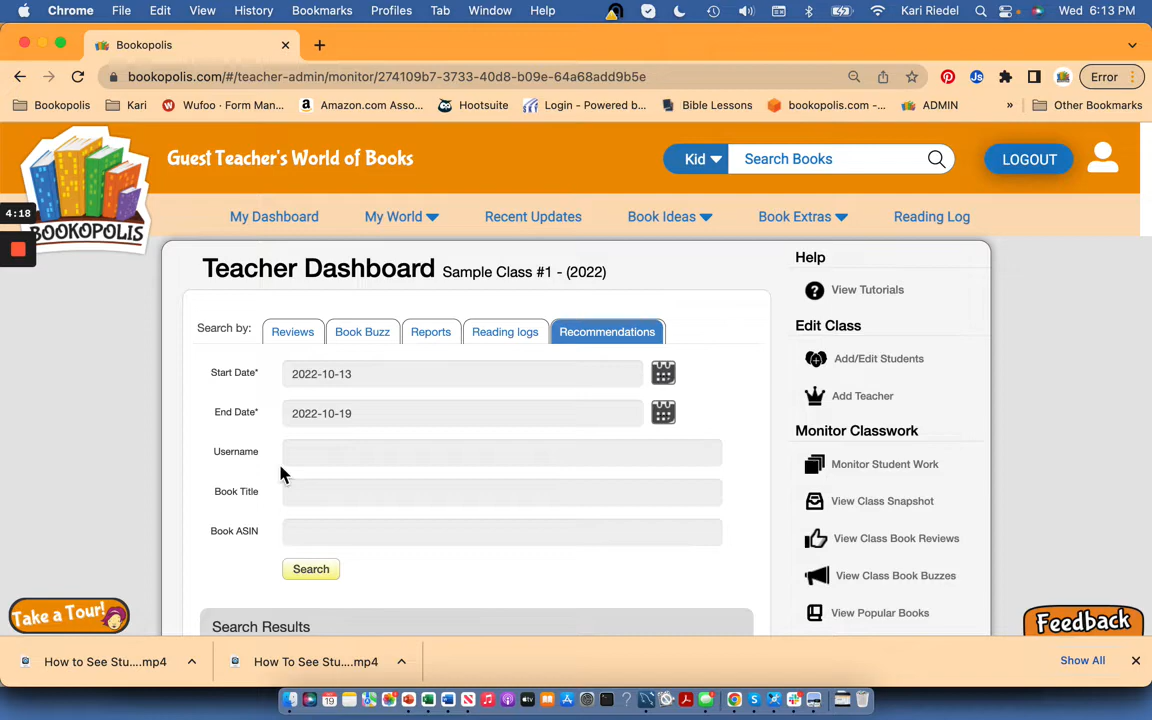 Chrome File Edit View History Bookmarks Profiles Tab Window Help Kari Riedel Wed 6:13 PM
Bookopolis
bookopolis.com/#/teacher-admin/monitor/274109b7-3733-40d8-b09e-64a68add9b5e Error
Bookopolis Kari Wufoo · Form Man... Amazon.com Asso... Hootsuite Login - Powered b... Bible Lessons bookopolis.com -... ADMIN » Other Bookmarks
BOOKOPOLIS
Guest Teacher's World of Books
Kid Search Books LOGOUT
4:18
My Dashboard My World Recent Updates Book Ideas Book Extras Reading Log
Teacher Dashboard Sample Class #1 - (2022)
Search by: Reviews Book Buzz Reports Reading logs Recommendations
Start Date* 2022-10-13
End Date* 2022-10-19
Username
Book Title
Book ASIN
Search
Search Results
Help
View Tutorials
Edit Class
Add/Edit Students
Add Teacher
Monitor Classwork
Monitor Student Work
View Class Snapshot
View Class Book Reviews
View Class Book Buzzes
View Popular Books
Take a Tour!
Feedback
How to See Stu....mp4 How To See Stu....mp4 Show All